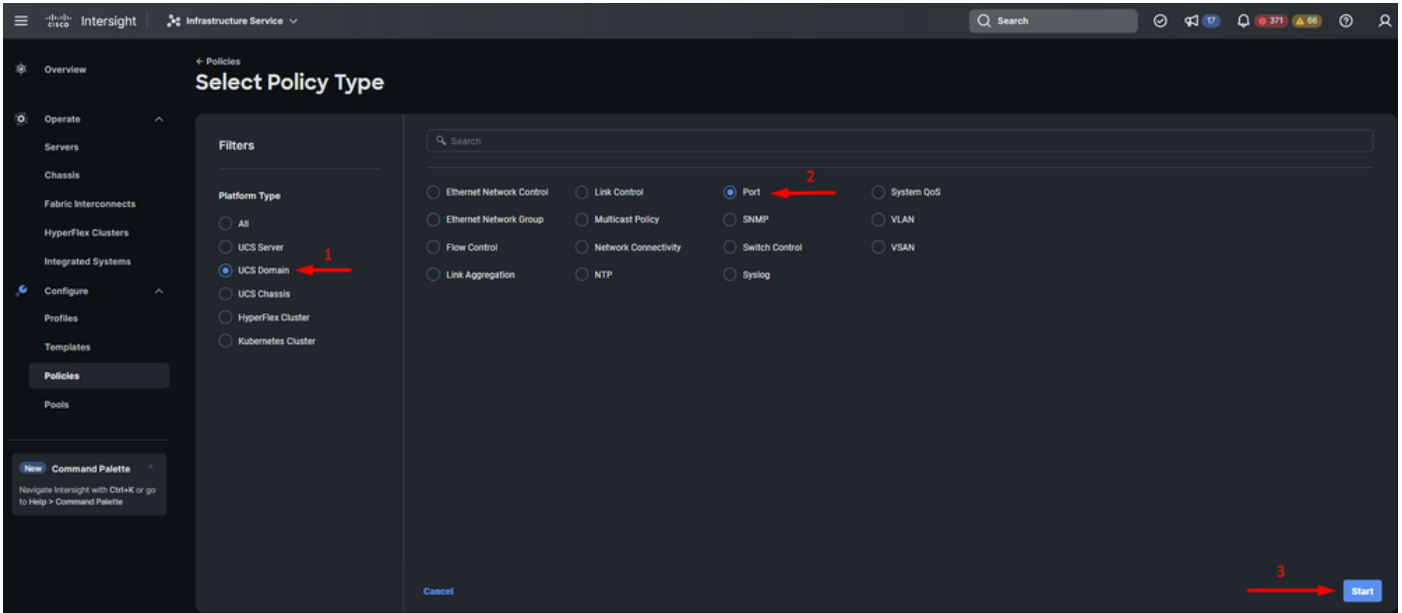 cisco Intersight Infrastructure Service Search 17 371 66
Overview
Operate
Servers
Chassis
Fabric Interconnects
HyperFlex Clusters
Integrated Systems
Configure
Profiles
Templates
Policies
Pools
New Command Palette ×
Navigate Intersight with Ctrl+K or go
to Help > Command Palette
← Policies
Select Policy Type
Filters
Platform Type
All
UCS Server
1
UCS Domain
UCS Chassis
HyperFlex Cluster
Kubernetes Cluster
Search
2
Ethernet Network Control Link Control Port System QoS
Ethernet Network Group Multicast Policy SNMP VLAN
Flow Control Network Connectivity Switch Control VSAN
Link Aggregation NTP Syslog
3
Cancel Start